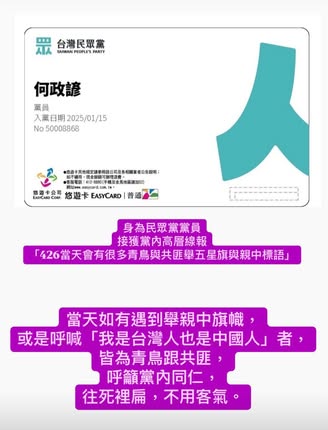 台灣民眾黨
TAIWAN PEOPLE'S PARTY
何政諺
黨員
入黨日期 2025/01/15
No 50008868
悠遊卡公司
EASYCARD CORP.
悠遊卡 EASYCARD 普通
身為民眾黨黨員
接獲黨內高層線報
「426當天會有很多青鳥與共匪舉五星旗與親中標語」
當天如有遇到舉親中旗幟，
或是呼喊「我是台灣人也是中國人」者，
皆為青鳥跟共匪，
呼籲黨內同仁，
往死裡扁，不用客氣。